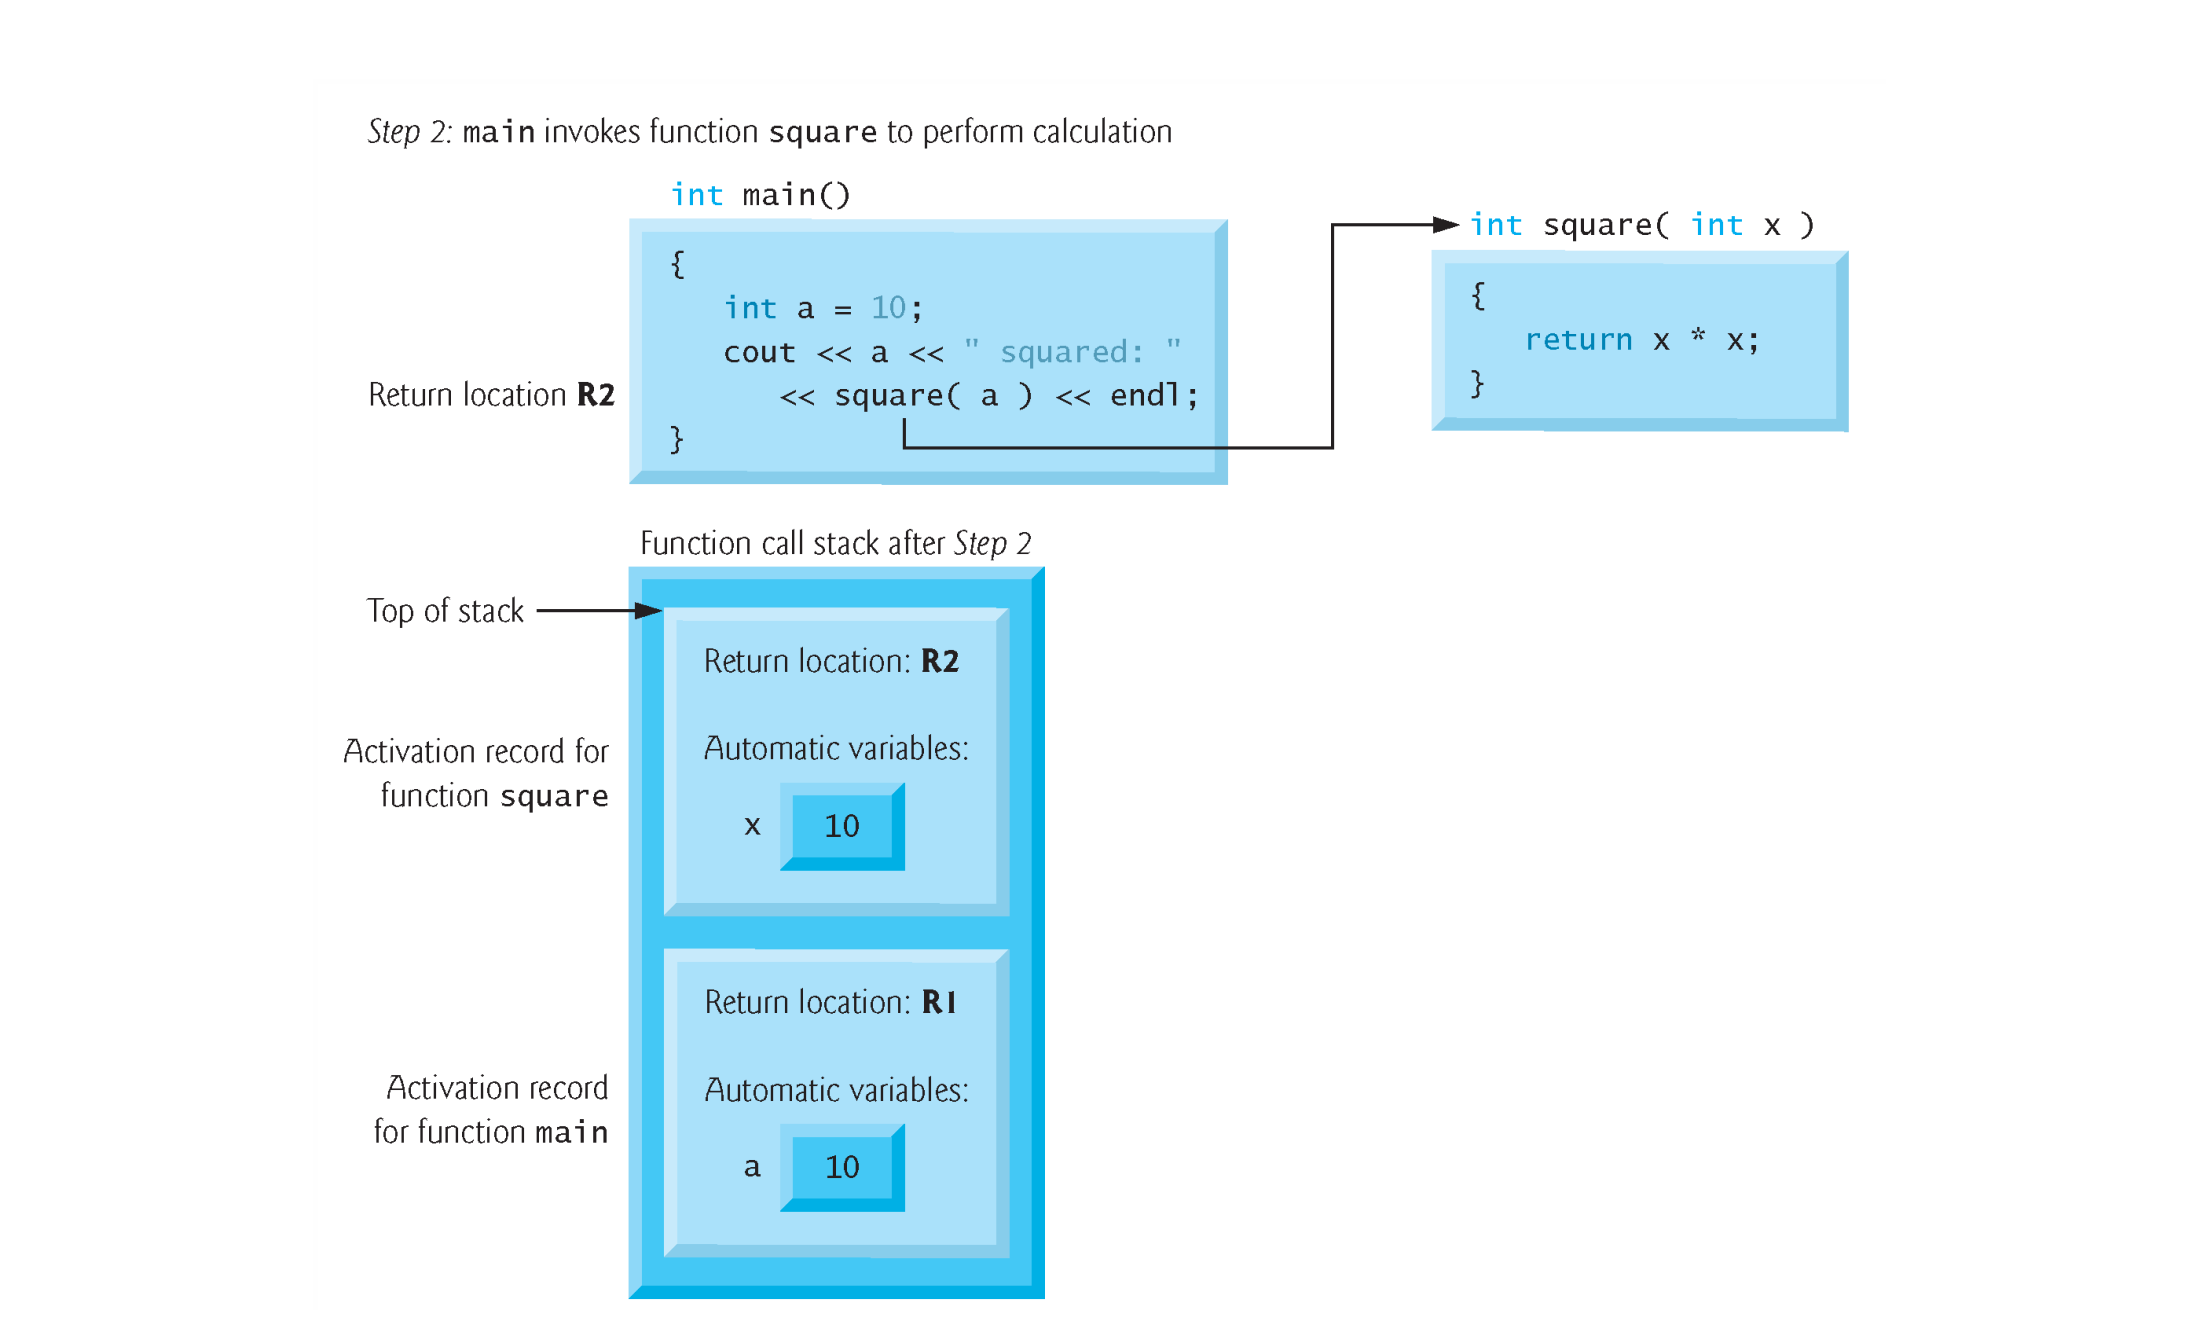 Step 2: main invokes function square to perform calculation
int main()
{
int a = 10;
cout << a << " squared: "
Return location R2
<< square( a ) << endl;
}
int square( int x )
{
return x * x;
}
Function call stack after Step 2
Top of stack
Return location: R2
Activation record for
function square
Automatic variables:
x 10
Return location: R1
Activation record
for function main
Automatic variables:
a 10